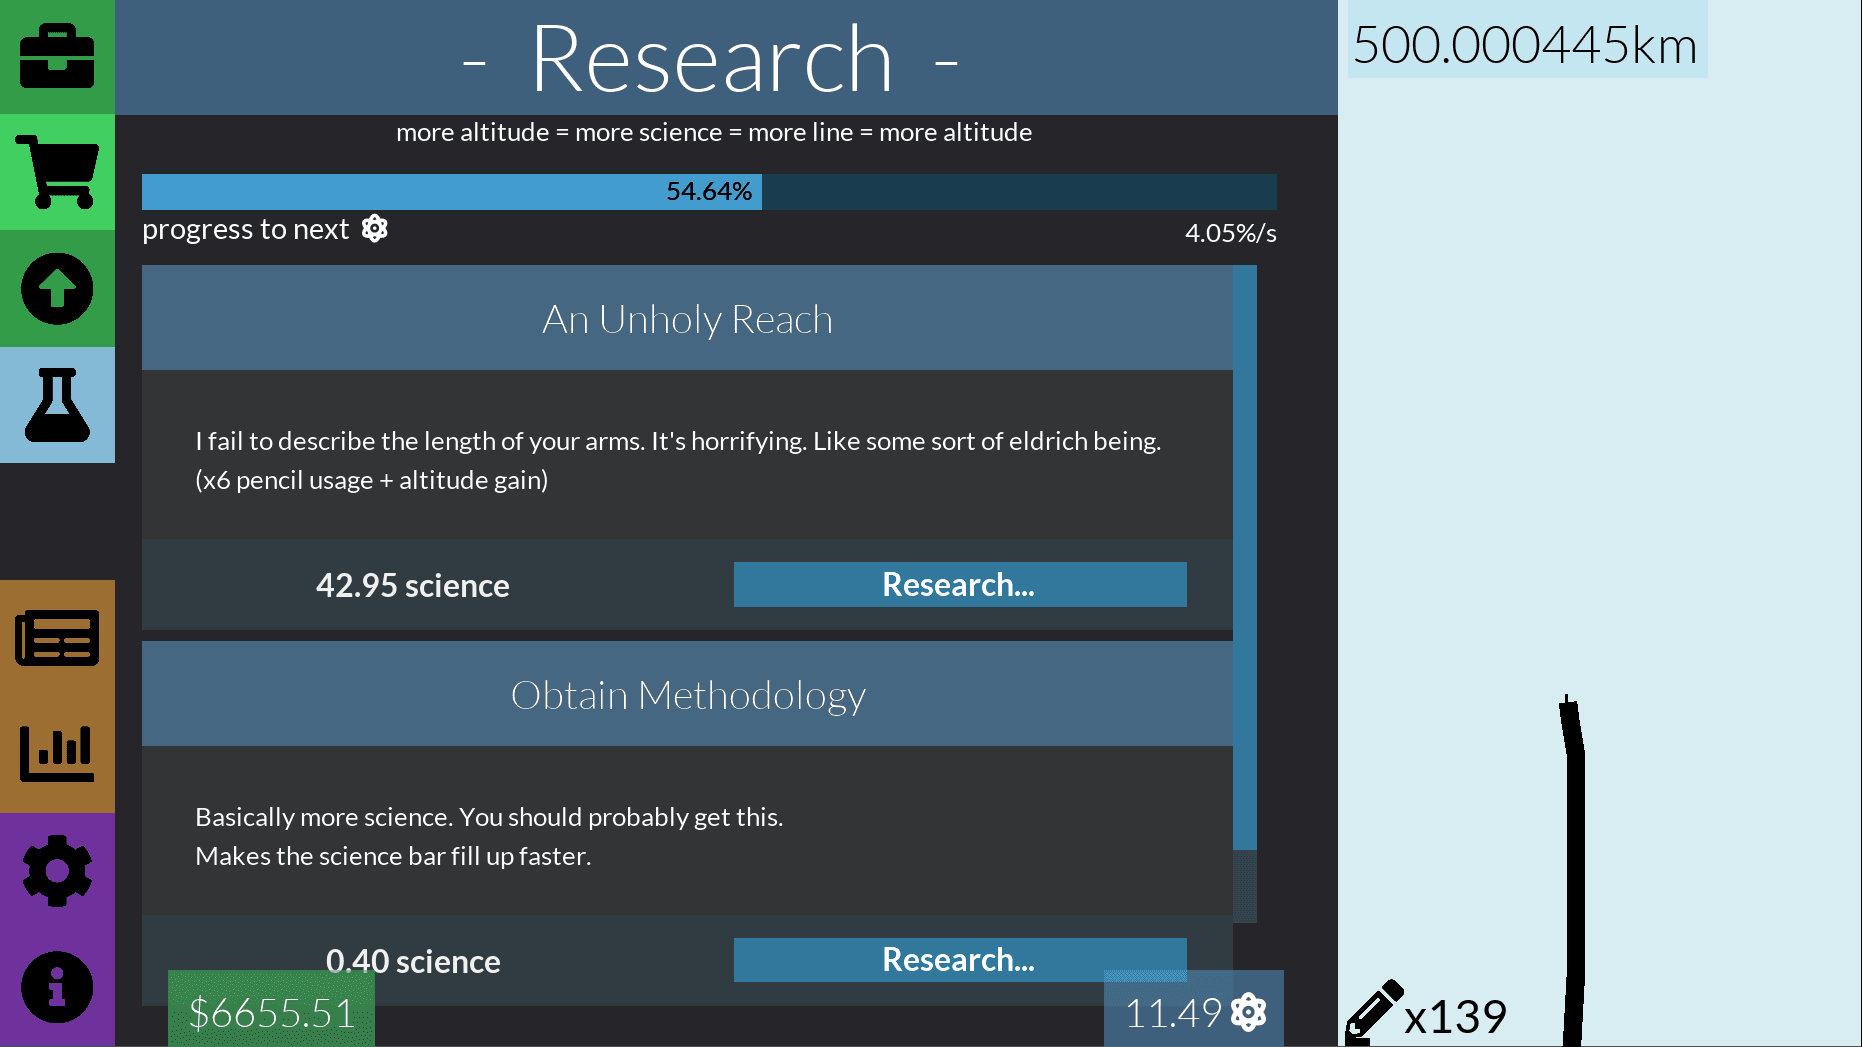 - Research -
500.000445km
more altitude = more science = more line = more altitude
54.64%
progress to next
4.05%/s
An Unholy Reach
I fail to describe the length of your arms. It's horrifying. Like some sort of eldrich being.
(x6 pencil usage + altitude gain)
42.95 science
Research...
Obtain Methodology
Basically more science. You should probably get this.
Makes the science bar fill up faster.
0.40 science
Research...
$6655.51
11.49
x139